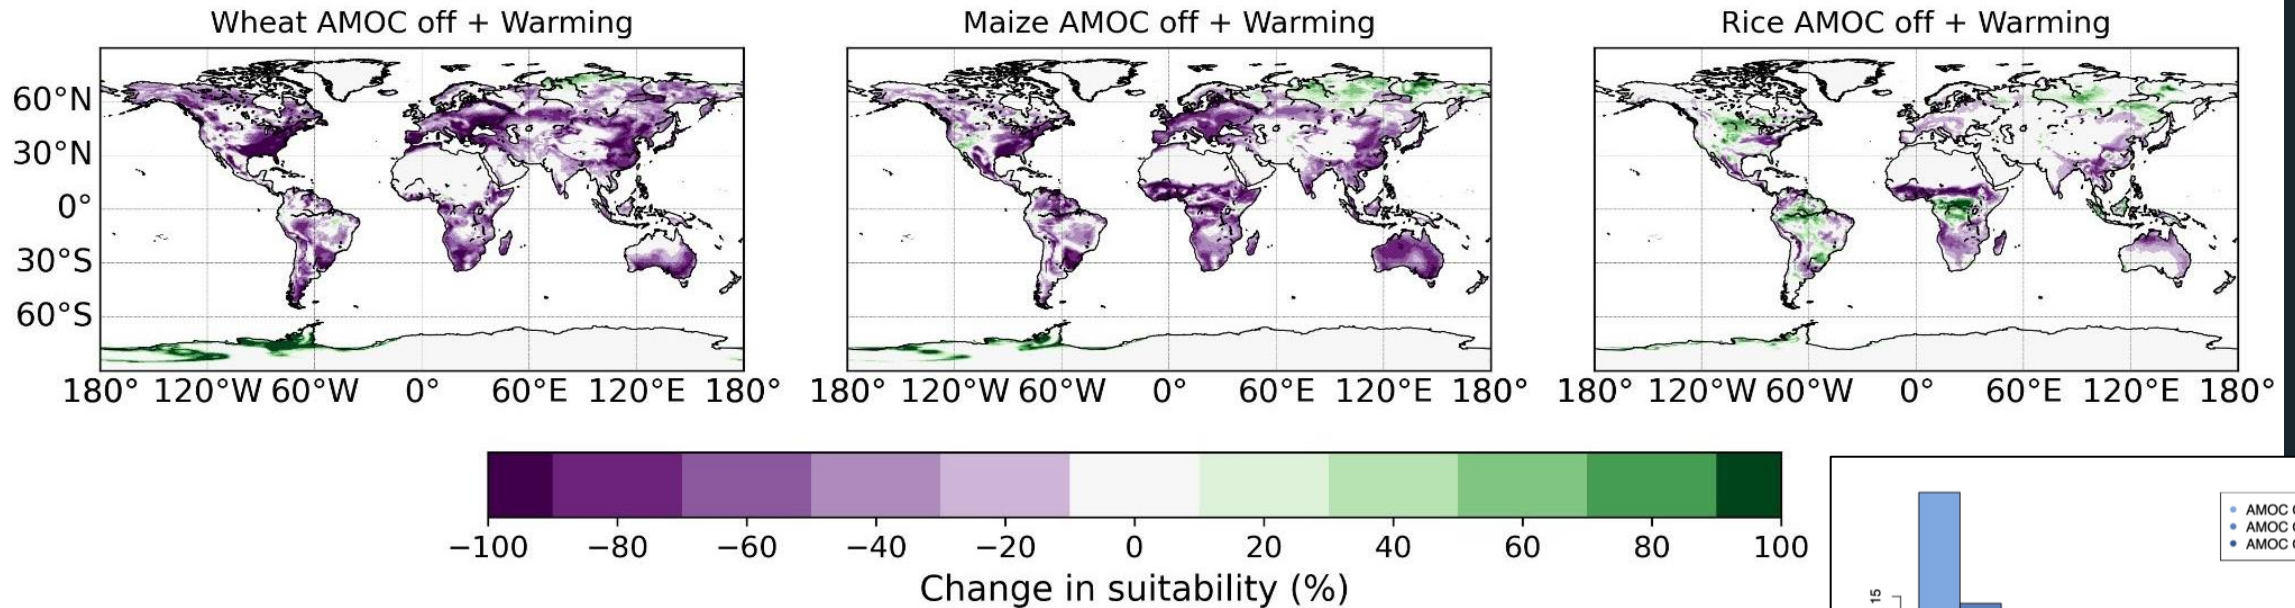 Wheat AMOC off + Warming
Maize AMOC off + Warming
Rice AMOC off + Warming
60°N
30°N
0°
30°S
60°S
180° 120°W 60°W 0° 60°E 120°E 180°
180° 120°W 60°W 0° 60°E 120°E 180°
180° 120°W 60°W 0° 60°E 120°E 180°
−100 −80 −60 −40 −20 0 20 40 60 80 100
Change in suitability (%)
AMOC
AMOC
AMOC
15